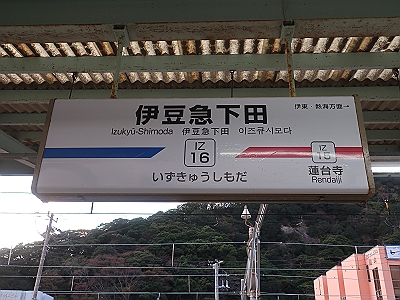 伊豆急下田
伊東・熱海方面→
Izukyū-Shimoda 伊豆急下田 이즈큐시모다
IZ
16
IZ
15
いずきゅうしもだ
蓮台寺
Rendaiji